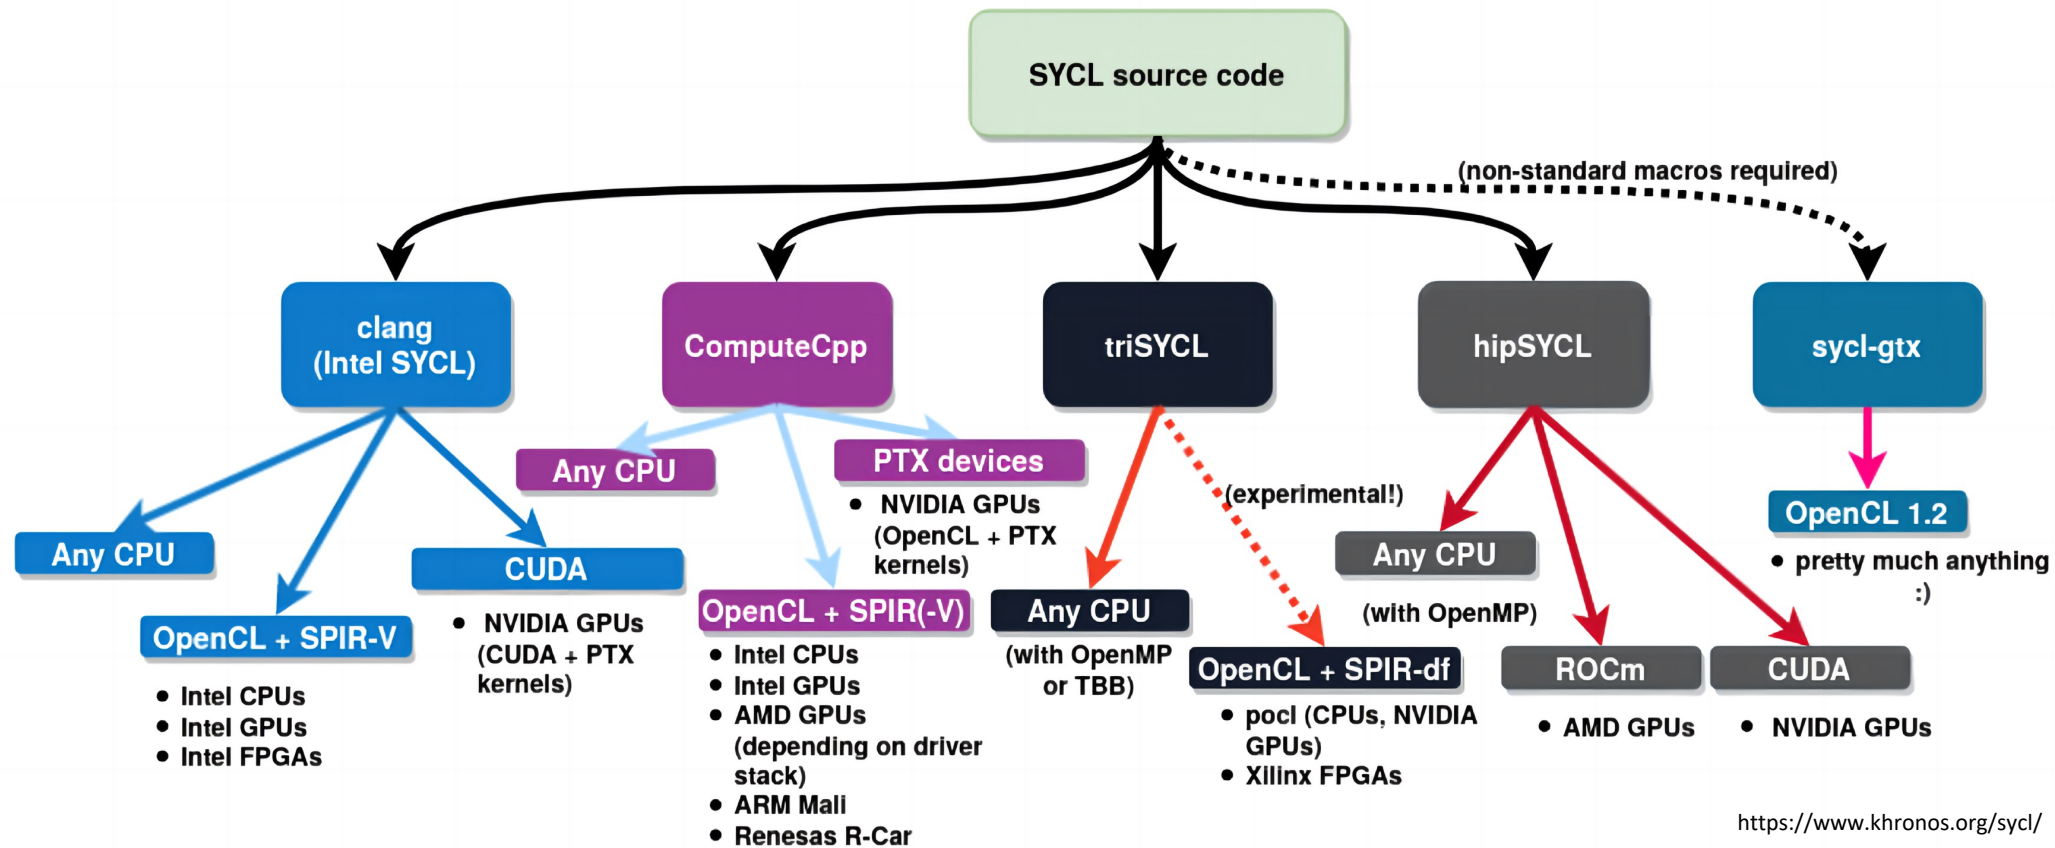 SYCL source code
(non-standard macros required)
clang
(Intel SYCL)
ComputeCpp
triSYCL
hipSYCL
sycl-gtx
Any CPU
OpenCL + SPIR-V
• Intel CPUs
• Intel GPUs
• Intel FPGAs
CUDA
• NVIDIA GPUs
(CUDA + PTX
kernels)
Any CPU
OpenCL + SPIR(-V)
• Intel CPUs
• Intel GPUs
• AMD GPUs
(depending on driver
stack)
• ARM Mali
• Renesas R-Car
PTX devices
• NVIDIA GPUs
(OpenCL + PTX
kernels)
Any CPU
(with OpenMP
or TBB)
(experimental!)
OpenCL + SPIR-df
• pocl (CPUs, NVIDIA
GPUs)
• Xilinx FPGAs
Any CPU
(with OpenMP)
ROCm
• AMD GPUs
CUDA
• NVIDIA GPUs
OpenCL 1.2
• pretty much anything
:)
https://www.khronos.org/sycl/